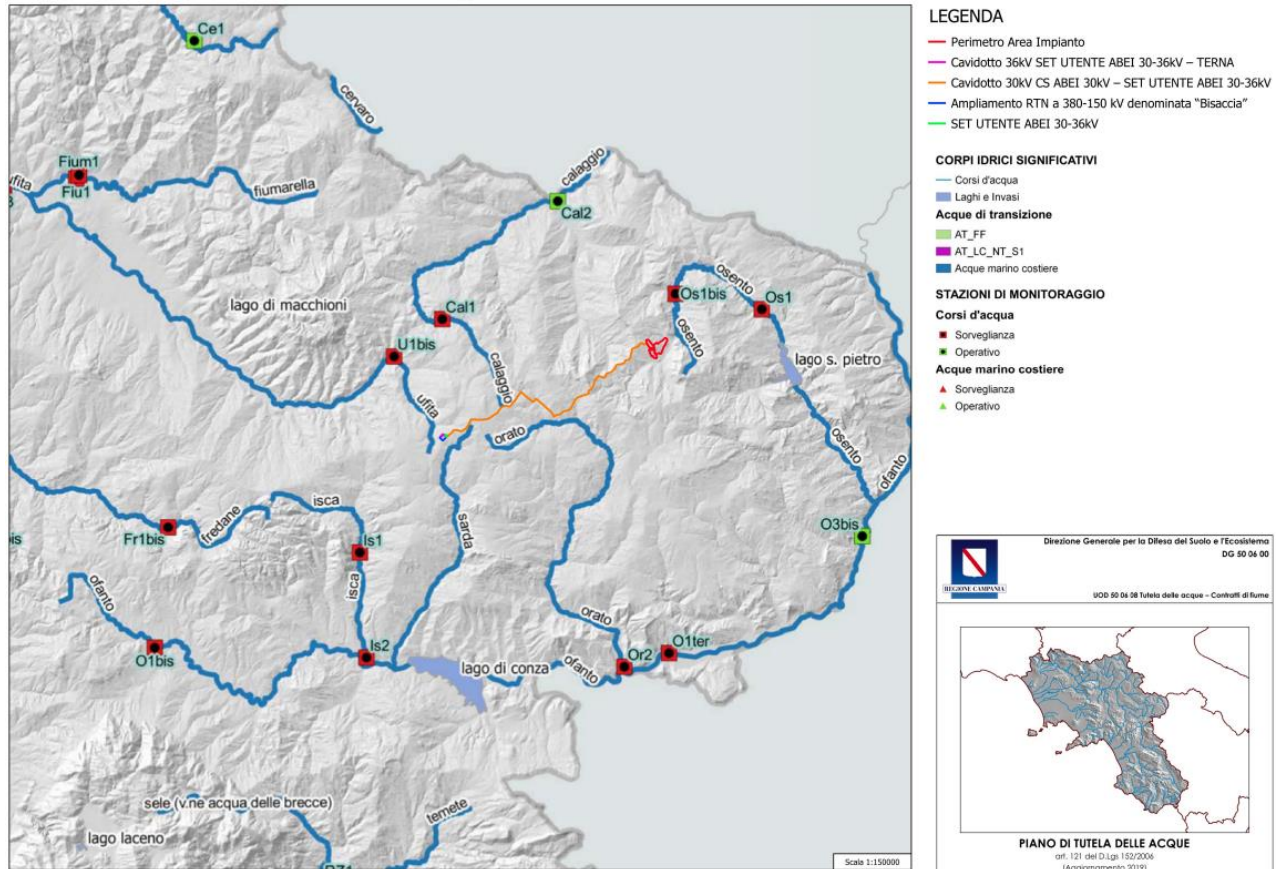 Ce1
cervaro
Fium1
Fiu1
ufita
fiumarella
calaggio
Cal2
lago di macchioni
Cal1
U1bis
calaggio
ufita
osento
Os1bis
Os1
osento
lago s. pietro
osento
ofanto
orato
sarda
isca
fredane
Fr1bis
Is1
isca
O3bis
bis
ofanto
O1bis
Is2
lago di conza
orato
ofanto
Or2
O1ter
sele (v.ne acqua delle brecce)
temete
lago laceno
Scala 1:150000
LEGENDA
Perimetro Area Impianto
Cavidotto 36kV SET UTENTE ABEI 30-36kV – TERNA
Cavidotto 30kV CS ABEI 30kV – SET UTENTE ABEI 30-36kV
Ampliamento RTN a 380-150 kV denominata “Bisaccia”
SET UTENTE ABEI 30-36kV
CORPI IDRICI SIGNIFICATIVI
Corsi d'acqua
Laghi e Invasi
Acque di transizione
AT_FF
AT_LC_NT_S1
Acque marino costiere
STAZIONI DI MONITORAGGIO
Corsi d'acqua
Sorveglianza
Operativo
Acque marino costiere
Sorveglianza
Operativo
Direzione Generale per la Difesa del Suolo e l'Ecosistema
DG 50 06 00
REGIONE CAMPANIA
UOD 50 06 08 Tutela delle acque – Contratti di fiume
PIANO DI TUTELA DELLE ACQUE
art. 121 del D.Lgs 152/2006
(Aggiornamento 2019)